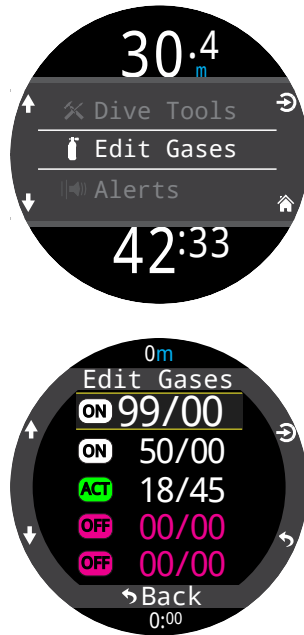 30.4
m
Dive Tools
Edit Gases
Alerts
42:33
0m
Edit Gases
ON 99/00
ON 50/00
ACT 18/45
OFF 00/00
OFF 00/00
Back
0:00